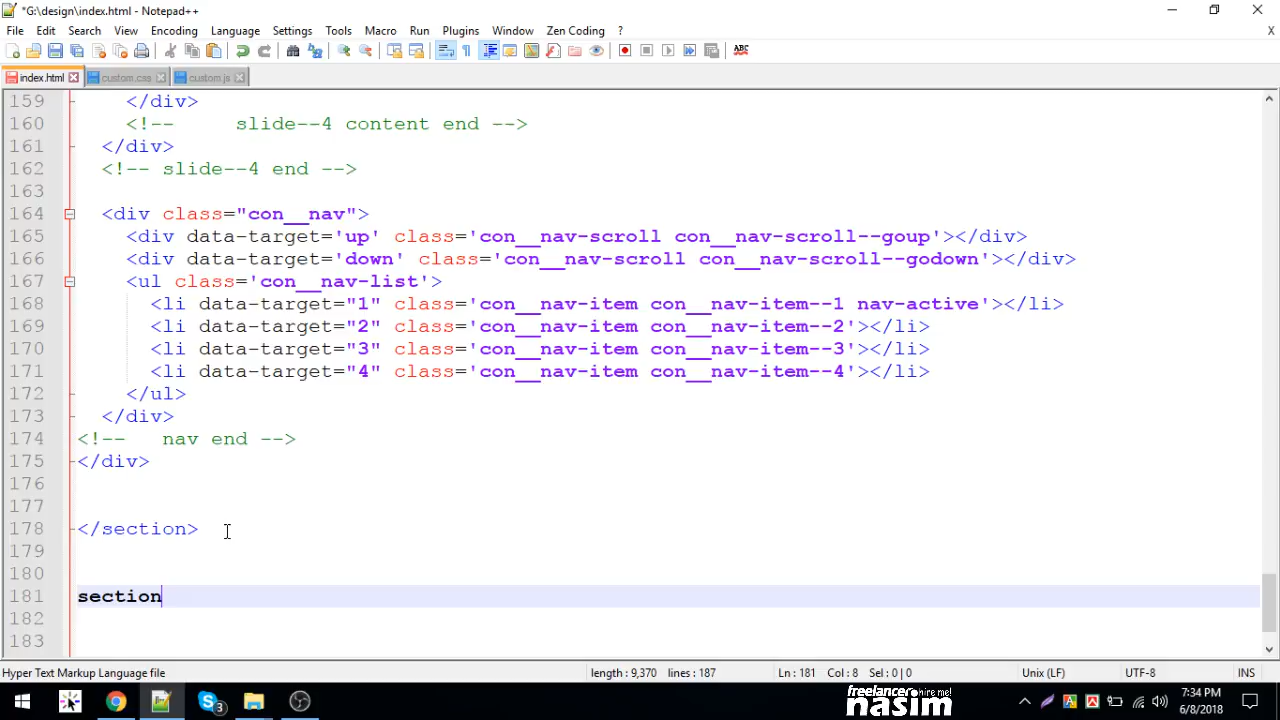 *G:\design\index.html - Notepad++
File Edit Search View Encoding Language Settings Tools Macro Run Plugins Window Zen Coding ? X
ABC
index.html custom.css custom.js
159 </div>
160 <!-- slide--4 content end -->
161 </div>
162 <!-- slide--4 end -->
163
164 <div class="con__nav">
165 <div data-target='up' class='con__nav-scroll con__nav-scroll--goup'></div>
166 <div data-target='down' class='con__nav-scroll con__nav-scroll--godown'></div>
167 <ul class='con__nav-list'>
168 <li data-target="1" class='con__nav-item con__nav-item--1 nav-active'></li>
169 <li data-target="2" class='con__nav-item con__nav-item--2'></li>
170 <li data-target="3" class='con__nav-item con__nav-item--3'></li>
171 <li data-target="4" class='con__nav-item con__nav-item--4'></li>
172 </ul>
173 </div>
174 <!-- nav end -->
175 </div>
176
177
178 </section>
179
180
181 section
182
183
Hyper Text Markup Language file length : 9,370 lines : 187 Ln : 181 Col : 8 Sel : 0 | 0 Unix (LF) UTF-8 INS
3
freelancer hire me!
nasim
7:34 PM
6/8/2018